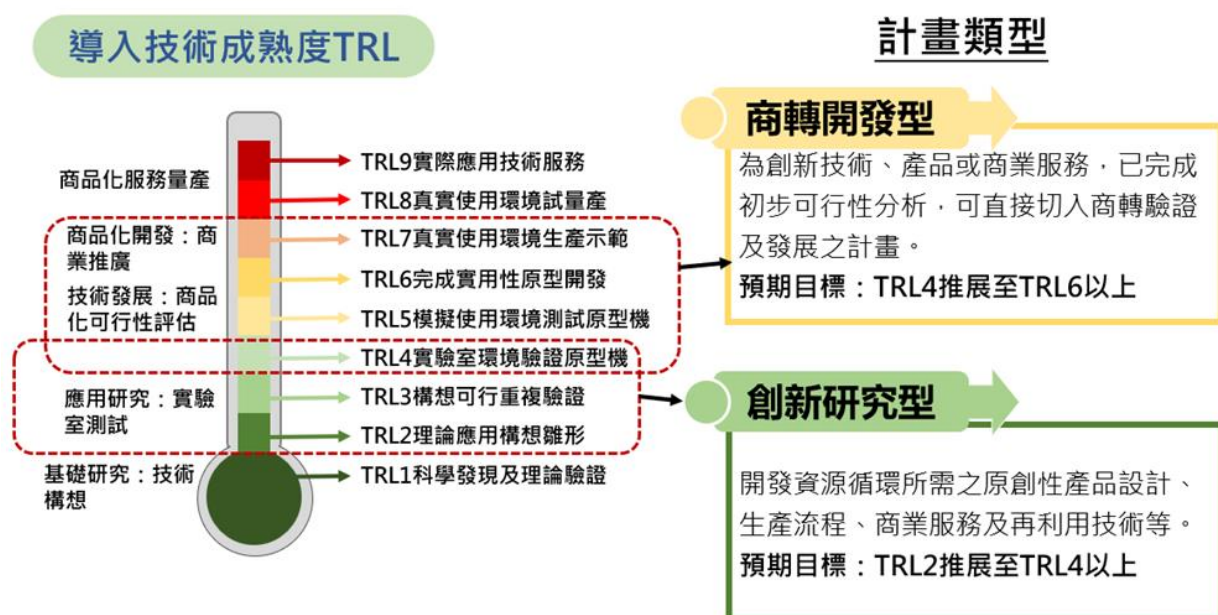 導入技術成熟度TRL
商品化服務量產
商品化開發：商
業推廣
技術發展：商品
化可行性評估
應用研究：實驗
室測試
基礎研究：技術
構想
TRL9實際應用技術服務
TRL8真實使用環境試量產
TRL7真實使用環境生產示範
TRL6完成實用性原型開發
TRL5模擬使用環境測試原型機
TRL4實驗室環境驗證原型機
TRL3構想可行重複驗證
TRL2理論應用構想雛形
TRL1科學發現及理論驗證
計畫類型
商轉開發型
為創新技術、產品或商業服務，已完成
初步可行性分析，可直接切入商轉驗證
及發展之計畫。
預期目標：TRL4推展至TRL6以上
創新研究型
開發資源循環所需之原創性產品設計、
生產流程、商業服務及再利用技術等。
預期目標：TRL2推展至TRL4以上